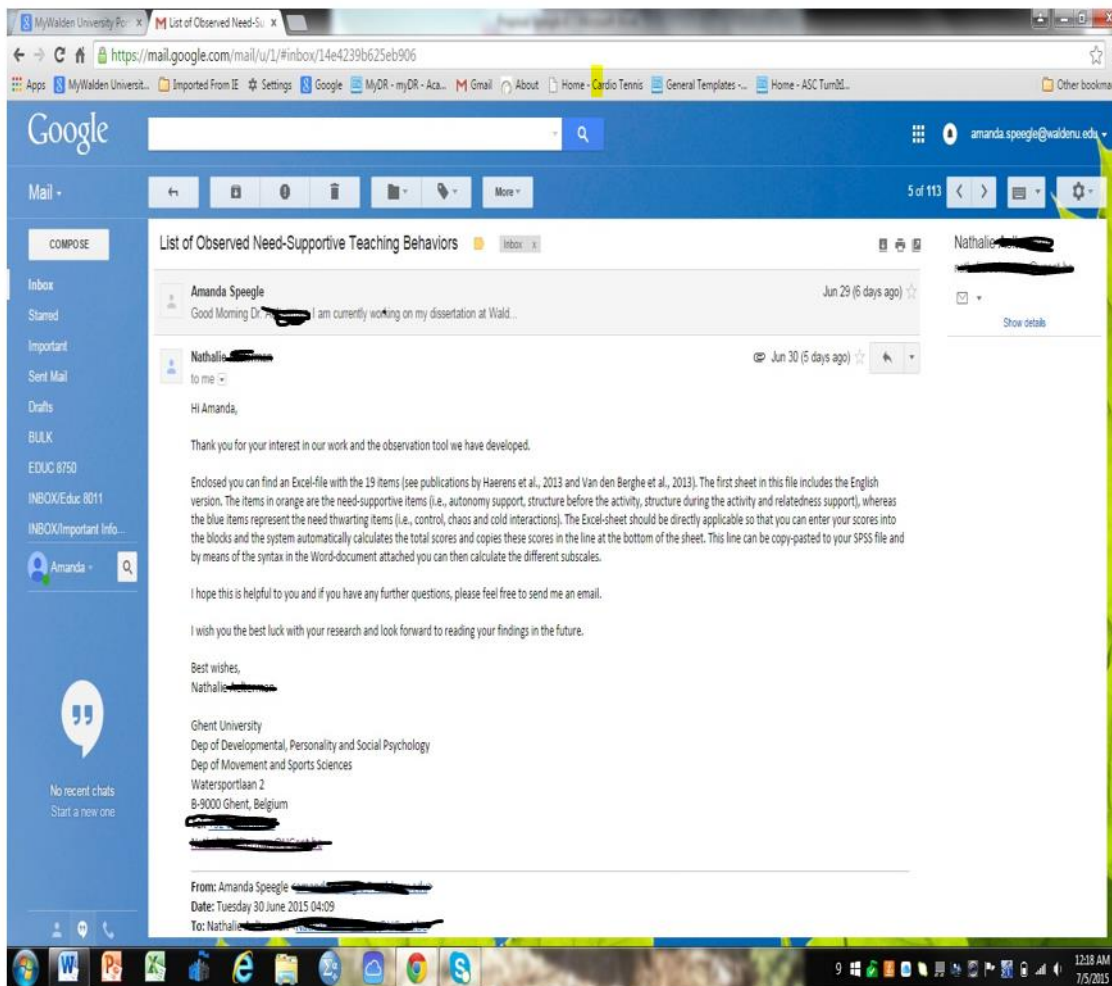 MyWalden University Por
List of Observed Need-Su
https://mail.google.com/mail/u/1/#inbox/14e4239b625eb906
Apps MyWalden Universit... Imported From IE Settings Google MyDR - myDR - Aca... Gmail About Home - Cardio Tennis General Templates -... Home - ASC Other bookma
Google
amanda.speegle@waldenu.edu
Mail
More
5 of 113
COMPOSE
Inbox
Starred
Important
Sent Mail
Drafts
BULK
EDUC 8750
INBOX/Educ 8011
INBOX/Important Info...
Amanda
No recent chats
Start a new one
List of Observed Need-Supportive Teaching Behaviors Inbox x
Amanda Speegle Jun 29 (6 days ago)
Good Morning Dr. I am currently working on my dissertation at Wald...
Nathalie Jun 30 (5 days ago)
to me
Hi Amanda,
Thank you for your interest in our work and the observation tool we have developed.
Enclosed you can find an Excel-file with the 19 items (see publications by Haerens et al., 2013 and Van den Berghe et al., 2013). The first sheet in this file includes the English
version. The items in orange are the need-supportive items (i.e., autonomy support, structure before the activity, structure during the activity and relatedness support), whereas
the blue items represent the need thwarting items (i.e., control, chaos and cold interactions). The Excel-sheet should be directly applicable so that you can enter your scores into
the blocks and the system automatically calculates the total scores and copies these scores in the line at the bottom of the sheet. This line can be copy-pasted to your SPSS file and
by means of the syntax in the Word-document attached you can then calculate the different subscales.
I hope this is helpful to you and if you have any further questions, please feel free to send me an email.
I wish you the best luck with your research and look forward to reading your findings in the future.
Best wishes,
Nathalie
Ghent University
Dep of Developmental, Personality and Social Psychology
Dep of Movement and Sports Sciences
Watersportlaan 2
B-9000 Ghent, Belgium
From: Amanda Speegle
Date: Tuesday 30 June 2015 04:09
To: Nathalie
Nathalie
Show details
12:18 AM
7/5/2015